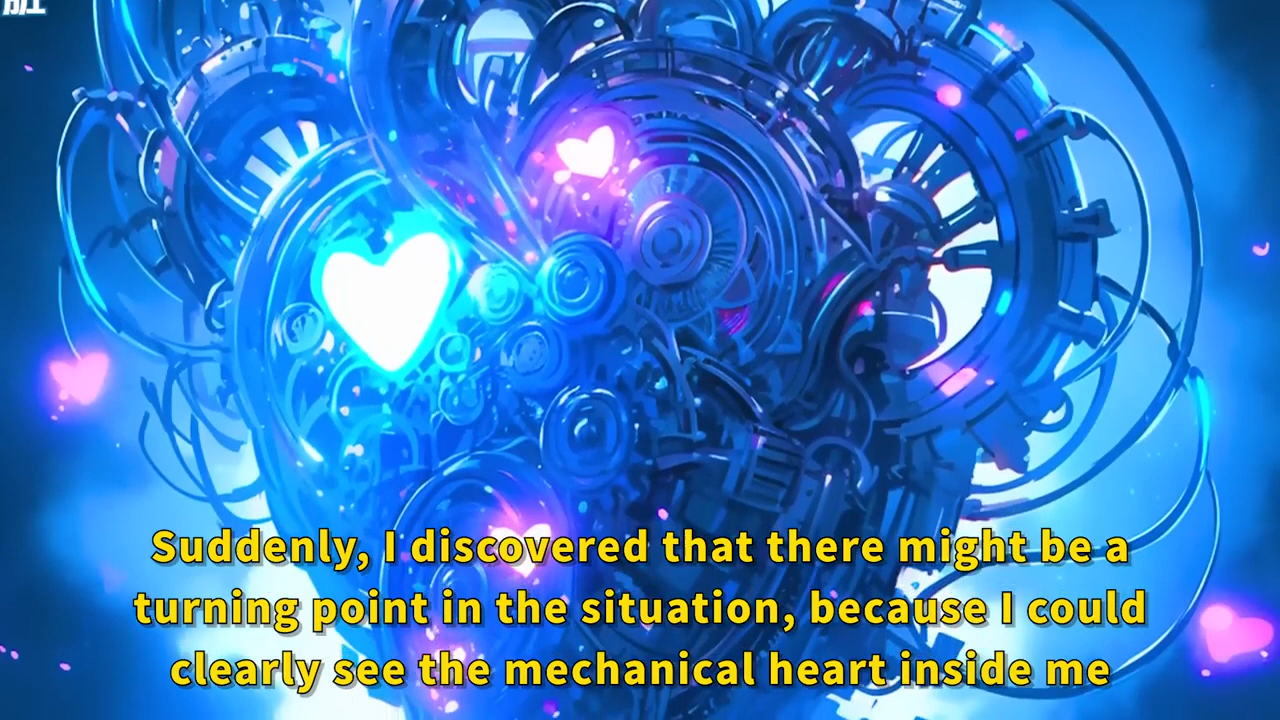 Suddenly, I discovered that there might be a
turning point in the situation, because I could
clearly see the mechanical heart inside me